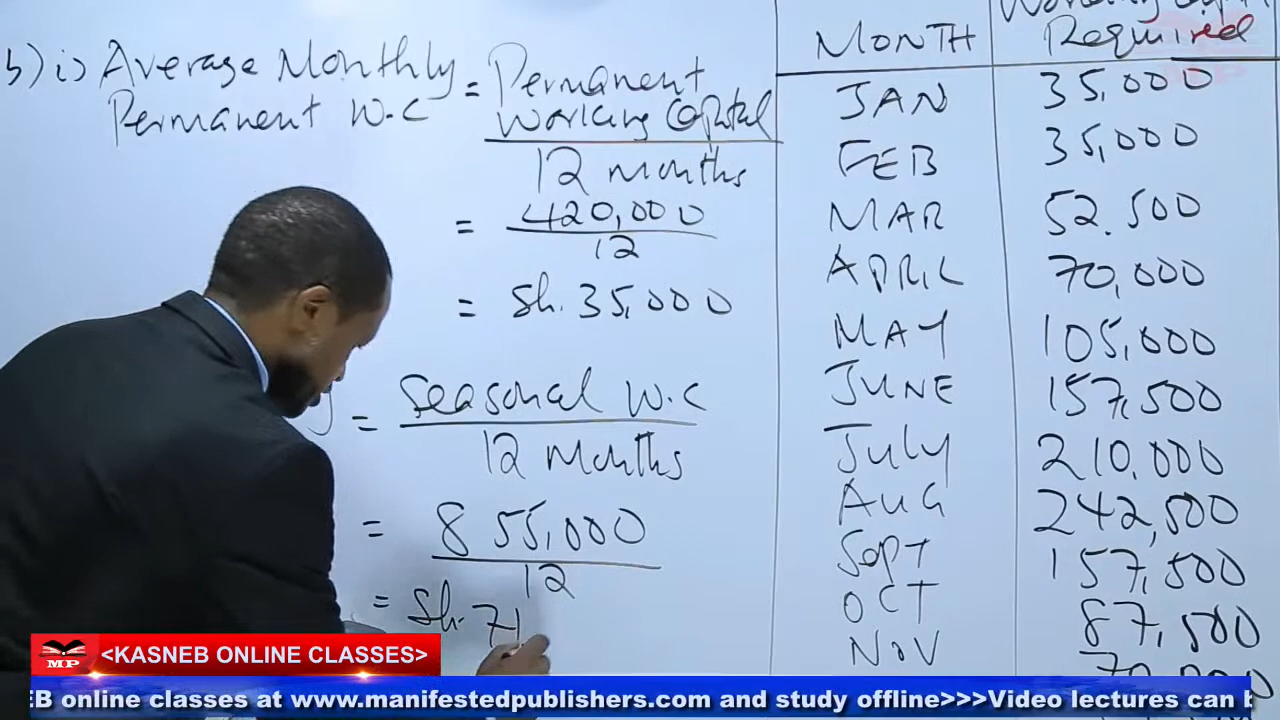 b) i) Average Monthly
Permanent W.C
= Permanent
Working Capital
12 months
= 420,000
12
= Sh. 35,000
= Seasonal W.C
12 Months
= 855,000
12
= Sh. 71
MONTH
Required
JAN 35,000
FEB 35,000
MAR 52.500
APRIL 70,000
MAY 105,000
JUNE 157,500
July 210,000
AUG 242,500
Sept 157,500
OCT 87,500
NOV
MP
<KASNEB ONLINE CLASSES>
EB online classes at www.manifestedpublishers.com and study offline>>>Video lectures can b